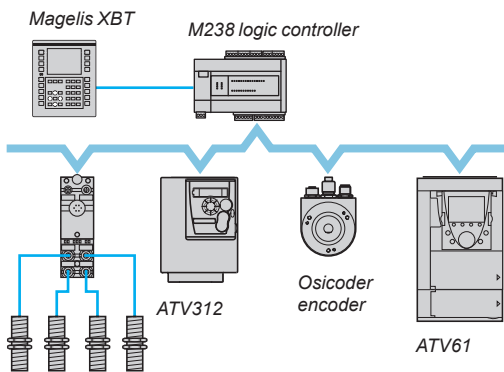 Magelis XBT
M238 logic controller
ATV312
Osicoder
encoder
ATV61